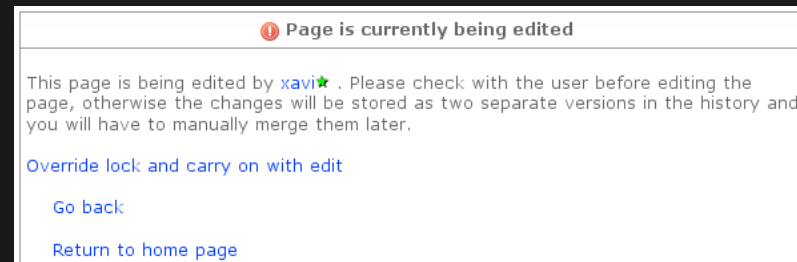 Page is currently being edited
This page is being edited by xavi . Please check with the user before editing the
page, otherwise the changes will be stored as two separate versions in the history and
you will have to manually merge them later.
Override lock and carry on with edit
Go back
Return to home page